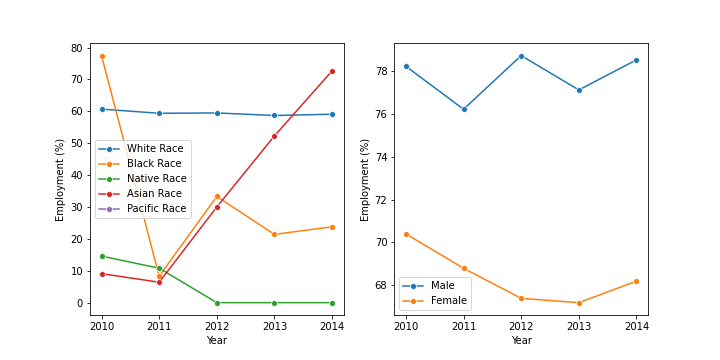 80
70
60
50
40
30
20
10
0
Employment (%)
White Race
Black Race
Native Race
Asian Race
Pacific Race
2010 2011 2012 2013 2014
Year
78
76
74
72
70
68
Employment (%)
Male
Female
2010 2011 2012 2013 2014
Year